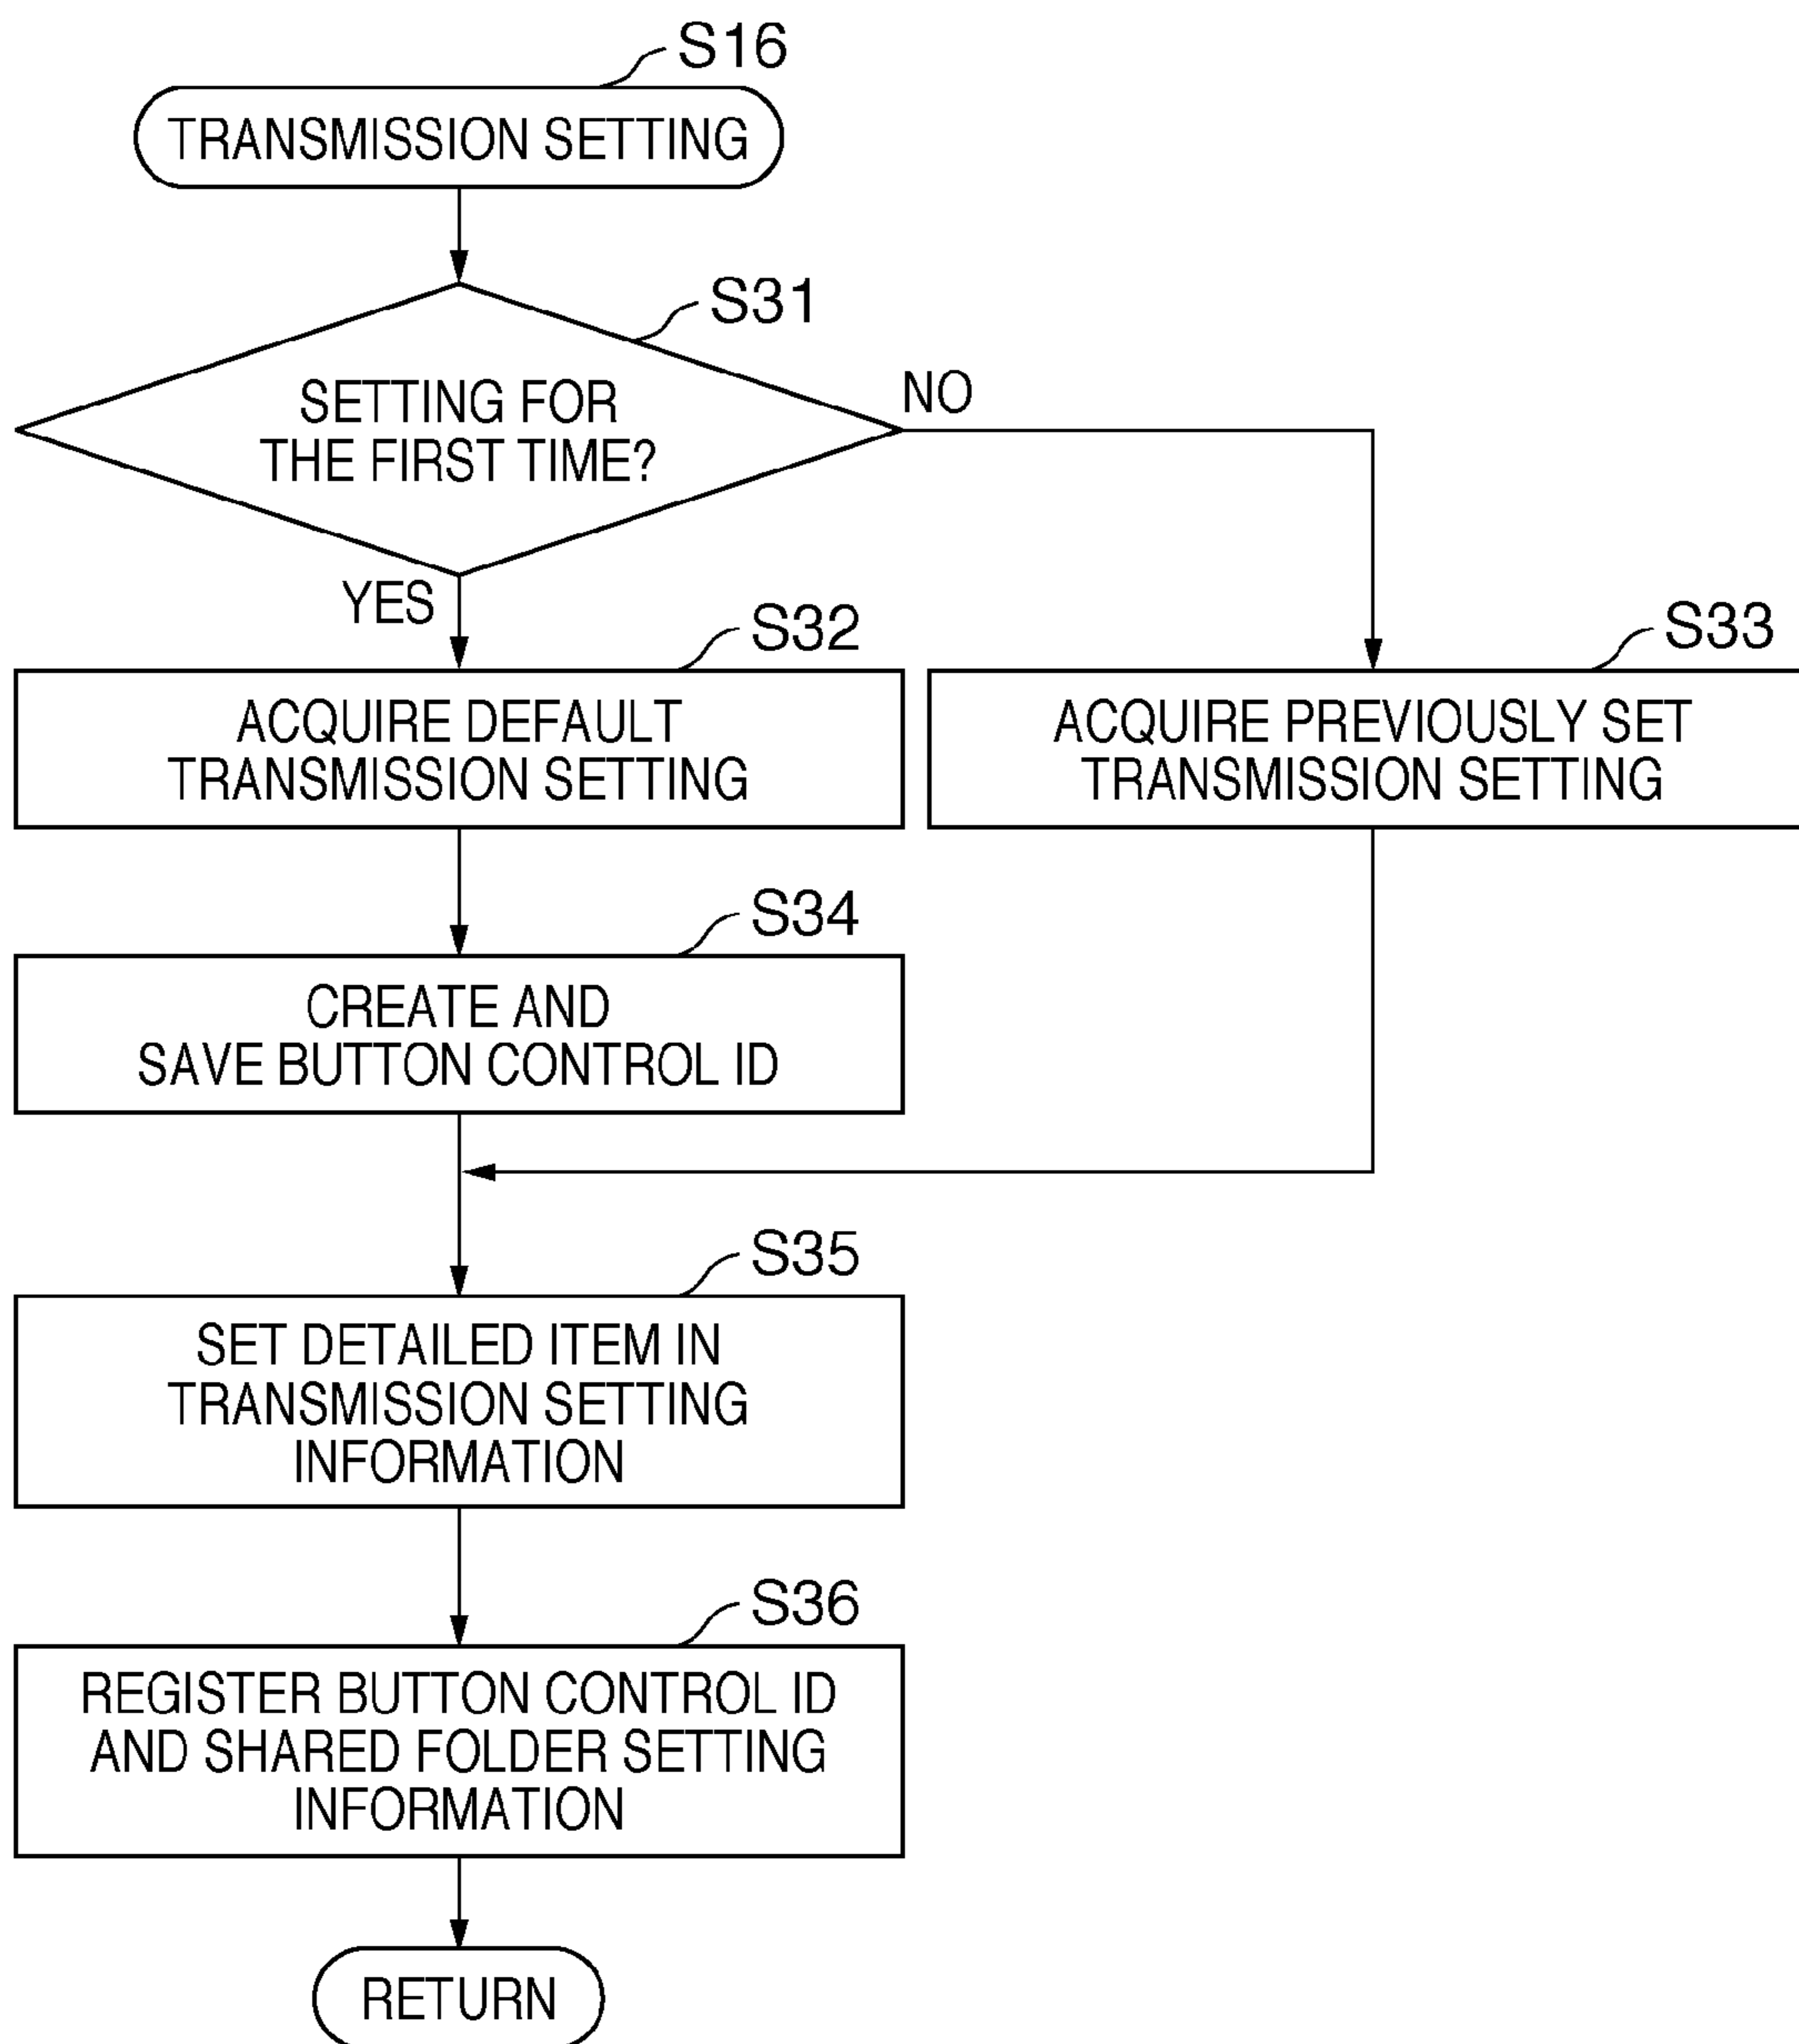 S16
TRANSMISSION SETTING
S31
SETTING FOR
THE FIRST TIME?
NO
YES
S32
ACQUIRE DEFAULT
TRANSMISSION SETTING
S33
ACQUIRE PREVIOUSLY SET
TRANSMISSION SETTING
S34
CREATE AND
SAVE BUTTON CONTROL ID
S35
SET DETAILED ITEM IN
TRANSMISSION SETTING
INFORMATION
S36
REGISTER BUTTON CONTROL ID
AND SHARED FOLDER SETTING
INFORMATION
RETURN